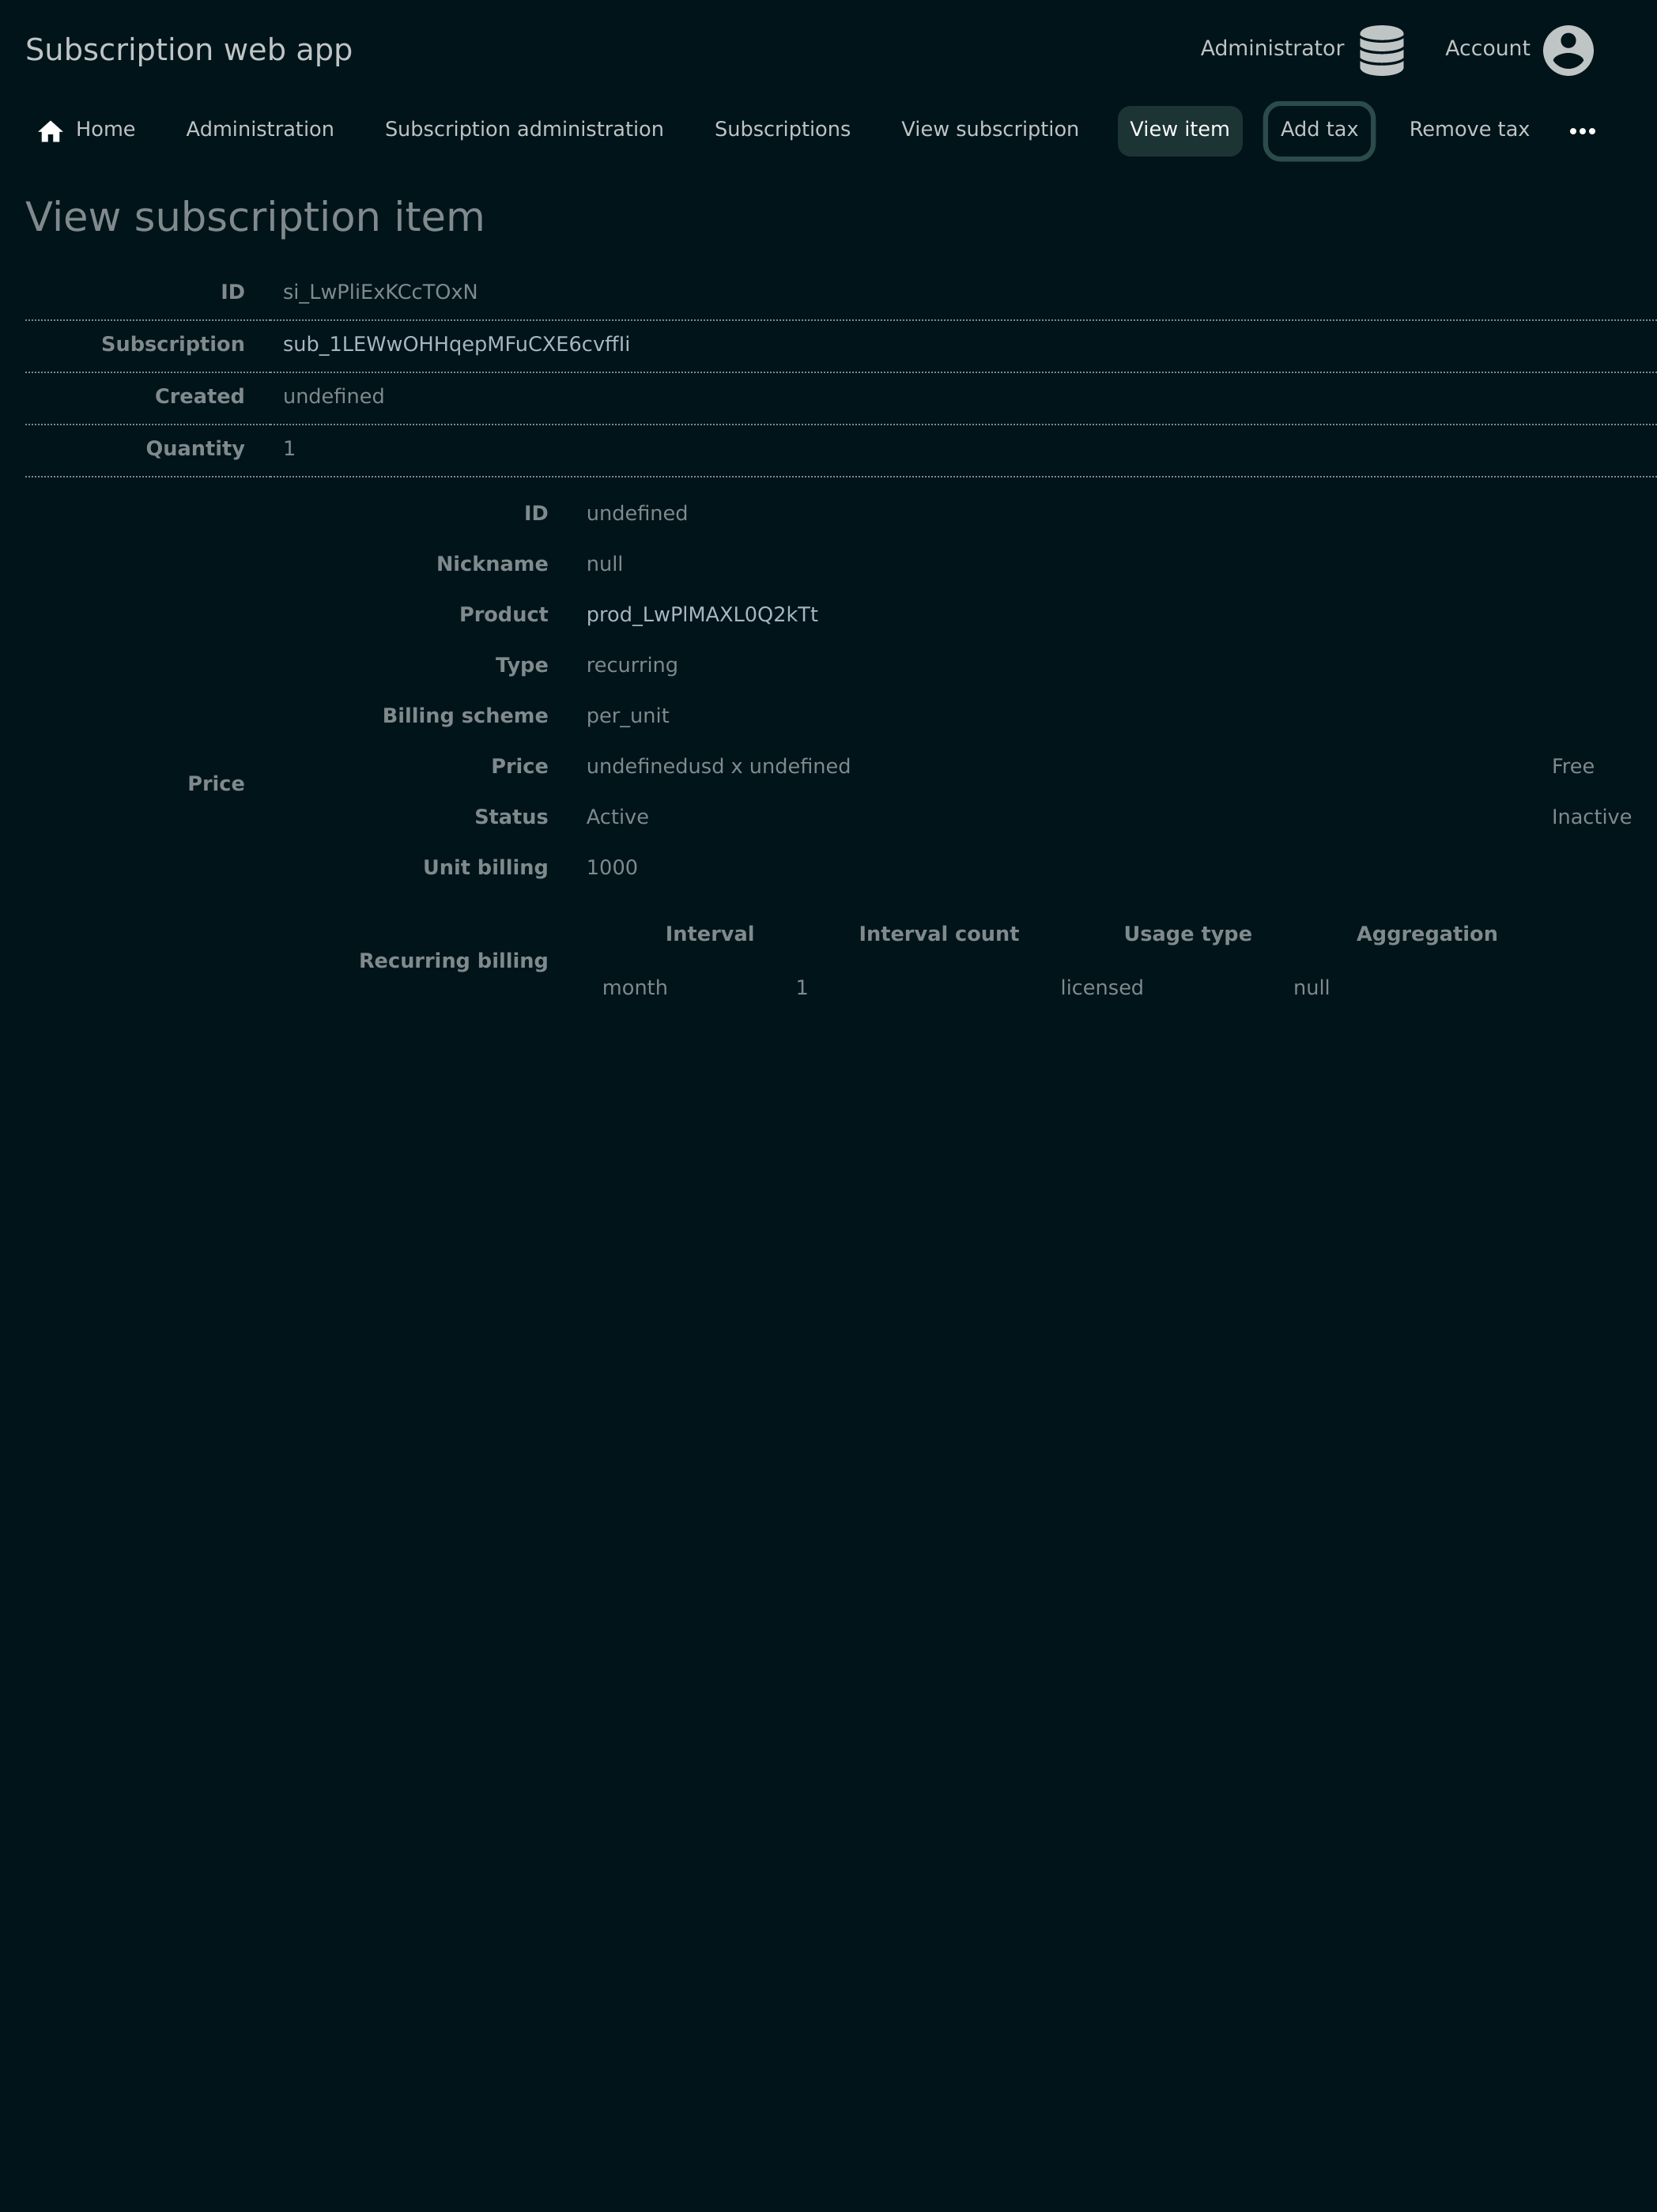 Subscription web app
Administrator
Account
Home Administration Subscription administration Subscriptions View subscription View item Add tax Remove tax
View subscription item
ID si_LwPliExKCcTOxN
Subscription sub_1LEWwOHHqepMFuCXE6cvffIi
Created undefined
Quantity 1
Price
ID undefined
Nickname null
Product prod_LwPlMAXL0Q2kTt
Type recurring
Billing scheme per_unit
Price undefinedusd x undefined Free
Status Active Inactive
Unit billing 1000
Recurring billing
Interval Interval count Usage type Aggregation
month 1 licensed null